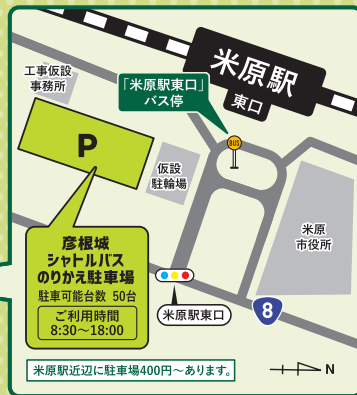 米原駅
東口
工事仮設
事務所
「米原駅東口」
バス停
BUS
P
仮設
駐輪場
米原
市役所
彦根城
シャトルバス
のりかえ駐車場
駐車可能台数 50台
ご利用時間
8:30〜18:00
米原駅東口
8
米原駅近辺に駐車場400円〜あります。
N